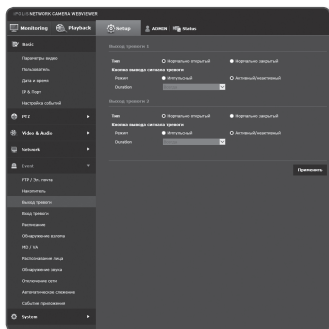 iPOLiS NETWORK CAMERA WEBVIEWER
Monitoring
Playback
Setup
ADMIN
Status
Basic
Параметры видео
Пользователь
Дата и время
IP & Порт
Настройка событий
PTZ
Video & Audio
Network
Event
FTP / Эл. почта
Накопитель
Выход тревоги
Вход тревоги
Расписание
Обнаружение взлома
MD / VA
Распознавание лица
Обнаружение звука
Отключение сети
Автоматическое слежение
Событие приложения
System
Выход тревоги 1
Тип
Нормально открытый
Нормально закрытый
Кнопка вывода сигнала тревоги
Режим
Импульсный
Активный/неактивный
Duration
Выход тревоги 2
Тип
Нормально открытый
Нормально закрытый
Кнопка вывода сигнала тревоги
Режим
Импульсный
Активный/неактивный
Duration
Применить